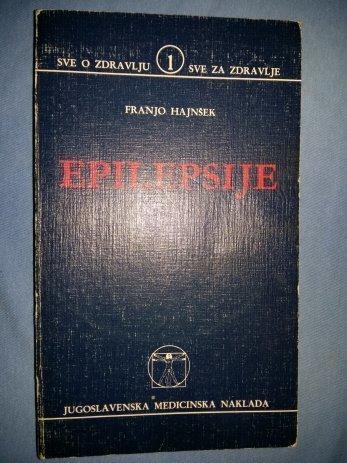 SVE O ZDRAVLJU 1 SVE ZA ZDRAVLJE
FRANJO HAJNŠEK
EPILEPSIJE
JUGOSLAVENSKA MEDICINSKA NAKLADA